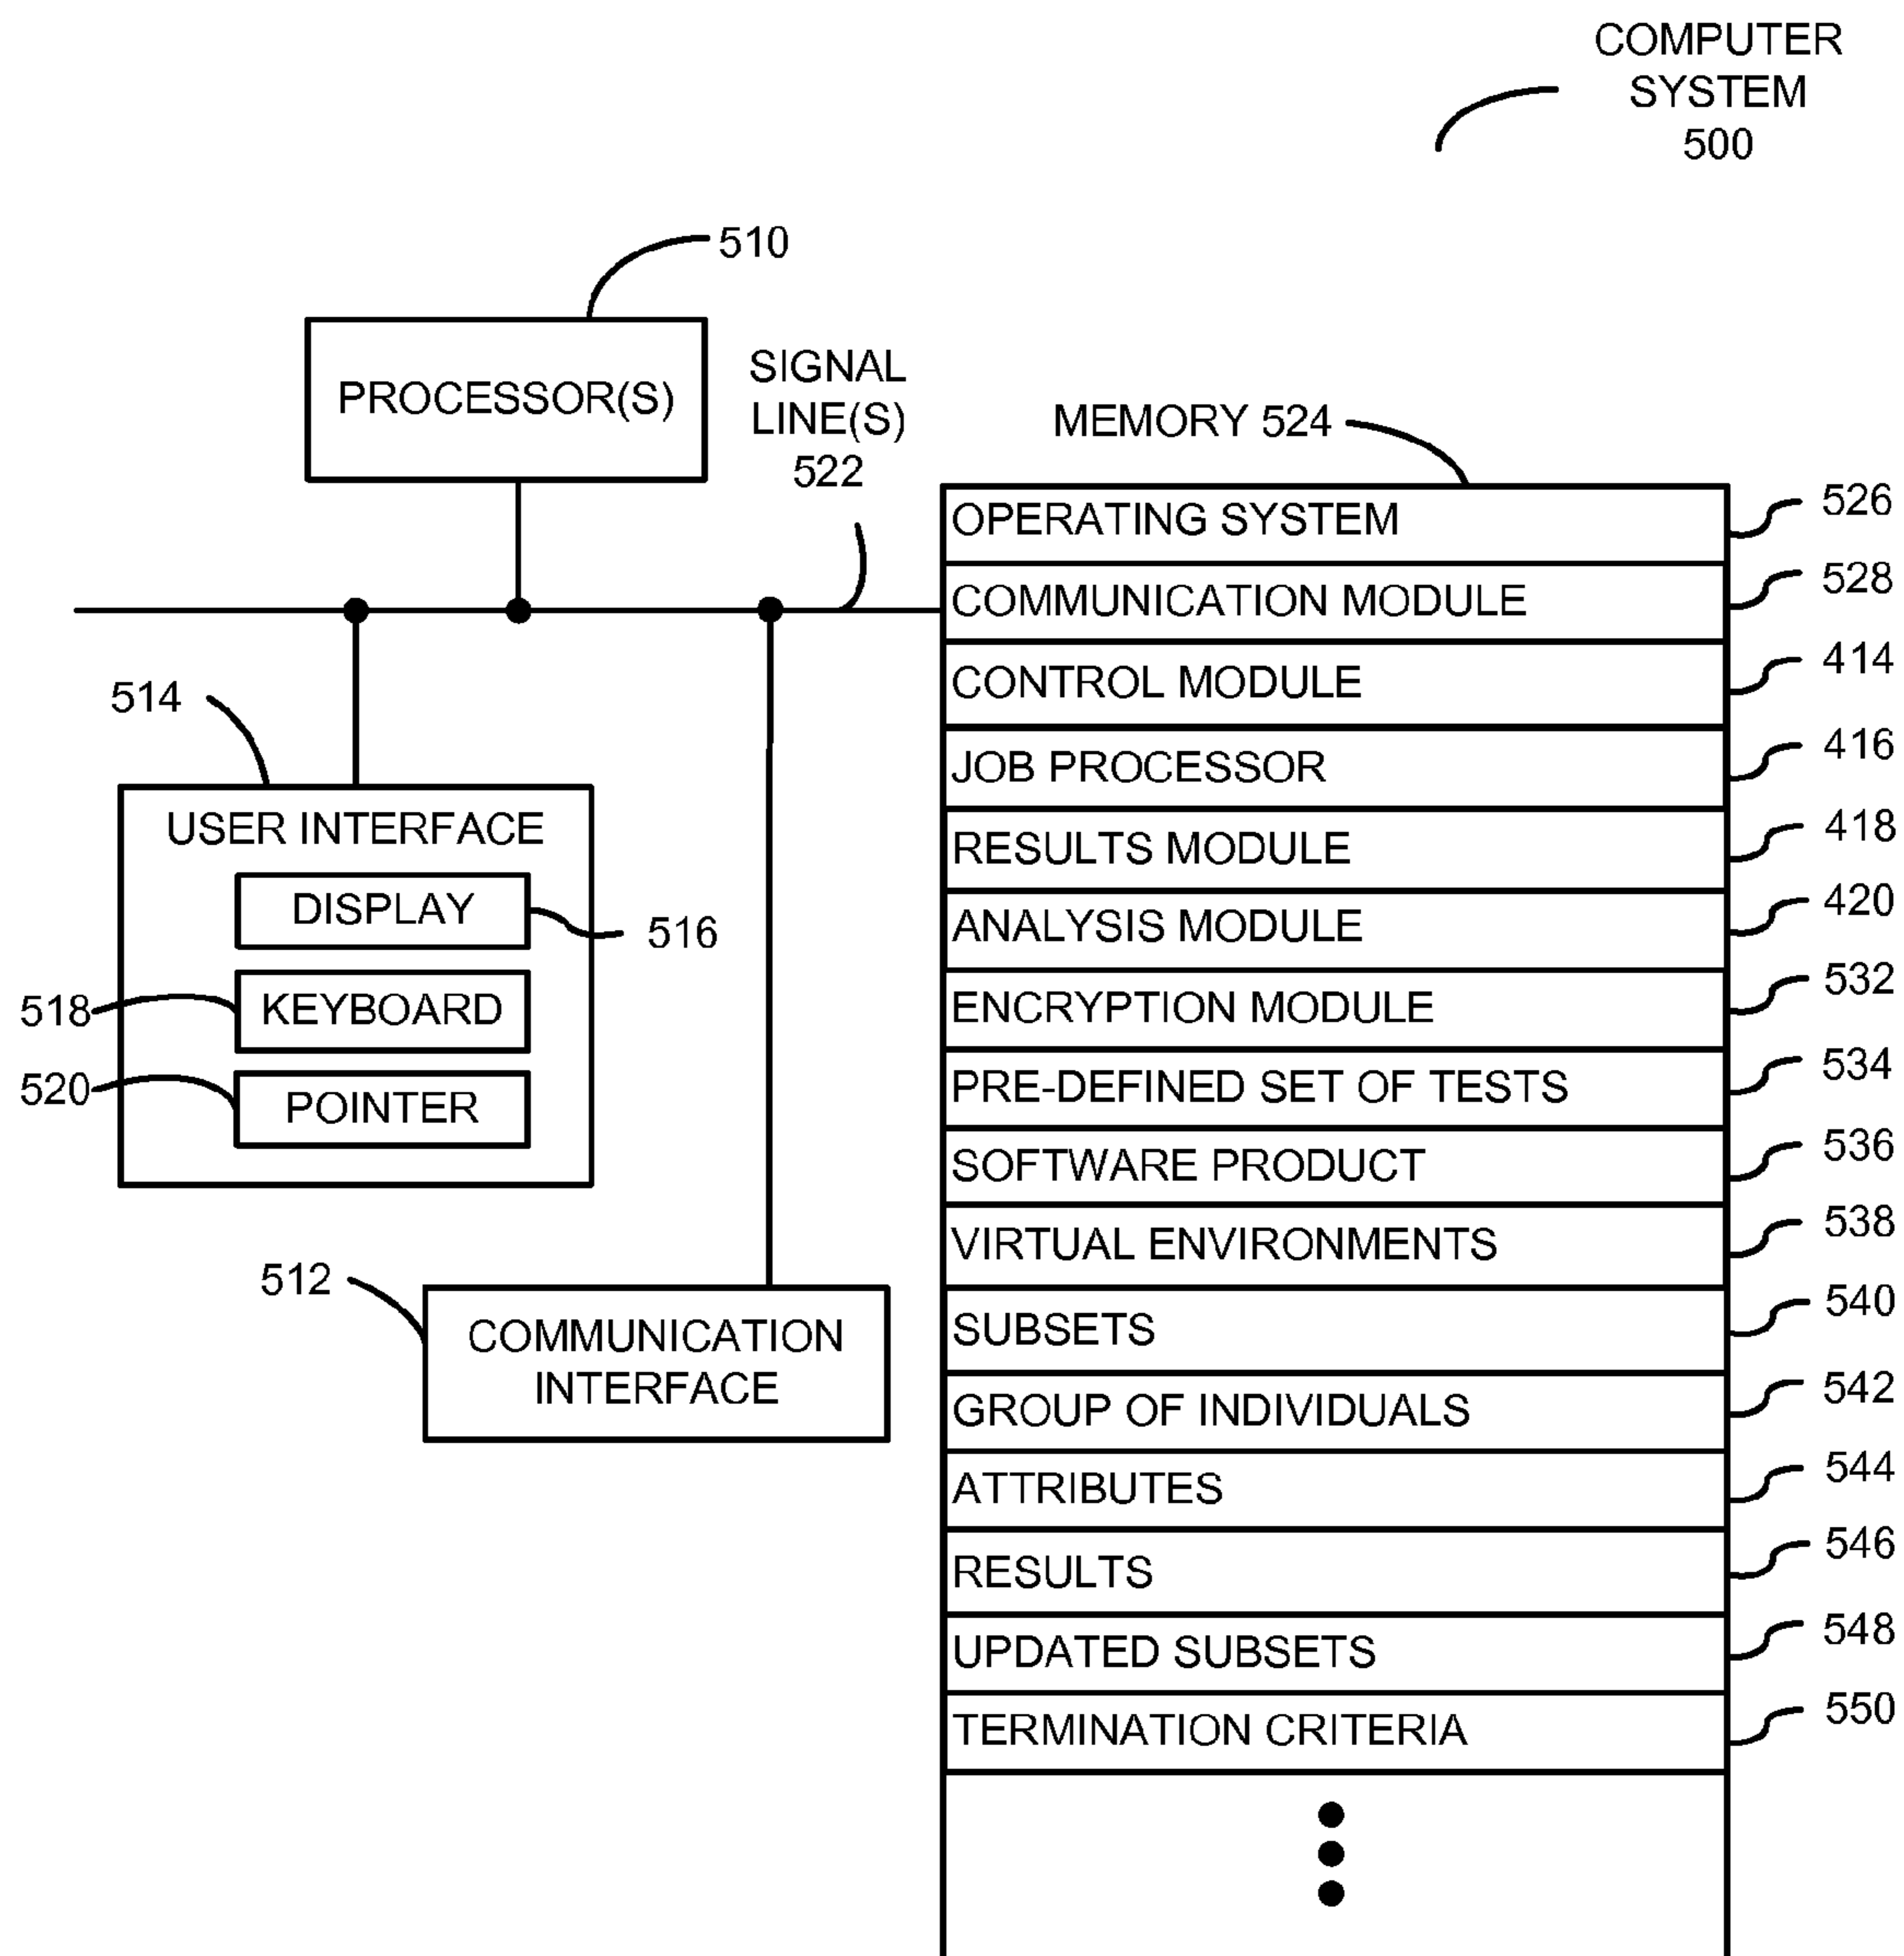 COMPUTER
SYSTEM
500
510
PROCESSOR(S)
SIGNAL
LINE(S)
522
MEMORY 524
OPERATING SYSTEM
526
COMMUNICATION MODULE
528
CONTROL MODULE
414
JOB PROCESSOR
416
RESULTS MODULE
418
ANALYSIS MODULE
420
ENCRYPTION MODULE
532
PRE-DEFINED SET OF TESTS
534
SOFTWARE PRODUCT
536
VIRTUAL ENVIRONMENTS
538
SUBSETS
540
GROUP OF INDIVIDUALS
542
ATTRIBUTES
544
RESULTS
546
UPDATED SUBSETS
548
TERMINATION CRITERIA
550
514
USER INTERFACE
DISPLAY
516
518
KEYBOARD
520
POINTER
512
COMMUNICATION
INTERFACE